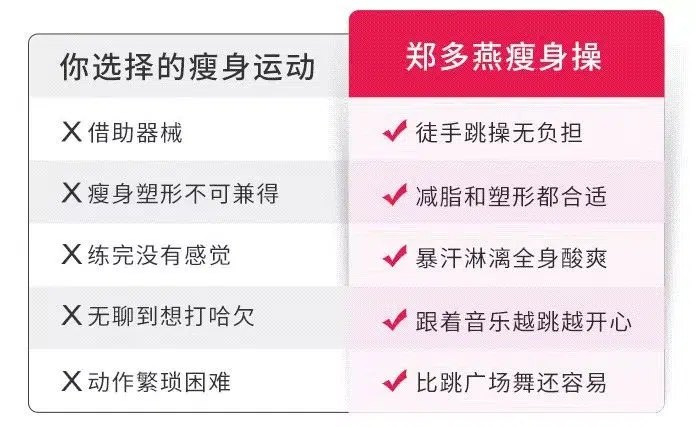 你选择的瘦身运动 郑多燕瘦身操
X 借助器械 ✓ 徒手跳操无负担
X 瘦身塑形不可兼得 ✓ 减脂和塑形都合适
X 练完没有感觉 ✓ 暴汗淋漓全身酸爽
X 无聊到想打哈欠 ✓ 跟着音乐越跳越开心
X 动作繁琐困难 ✓ 比跳广场舞还容易